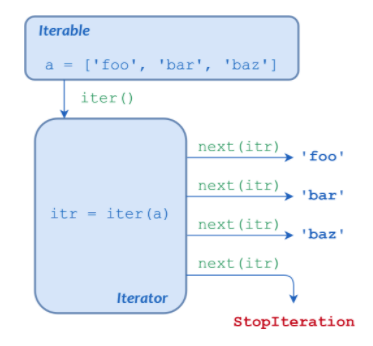 Iterable
a = ['foo', 'bar', 'baz']
iter()
next(itr)
'foo'
next(itr)
'bar'
itr = iter(a)
next(itr)
'baz'
next(itr)
Iterator
StopIteration